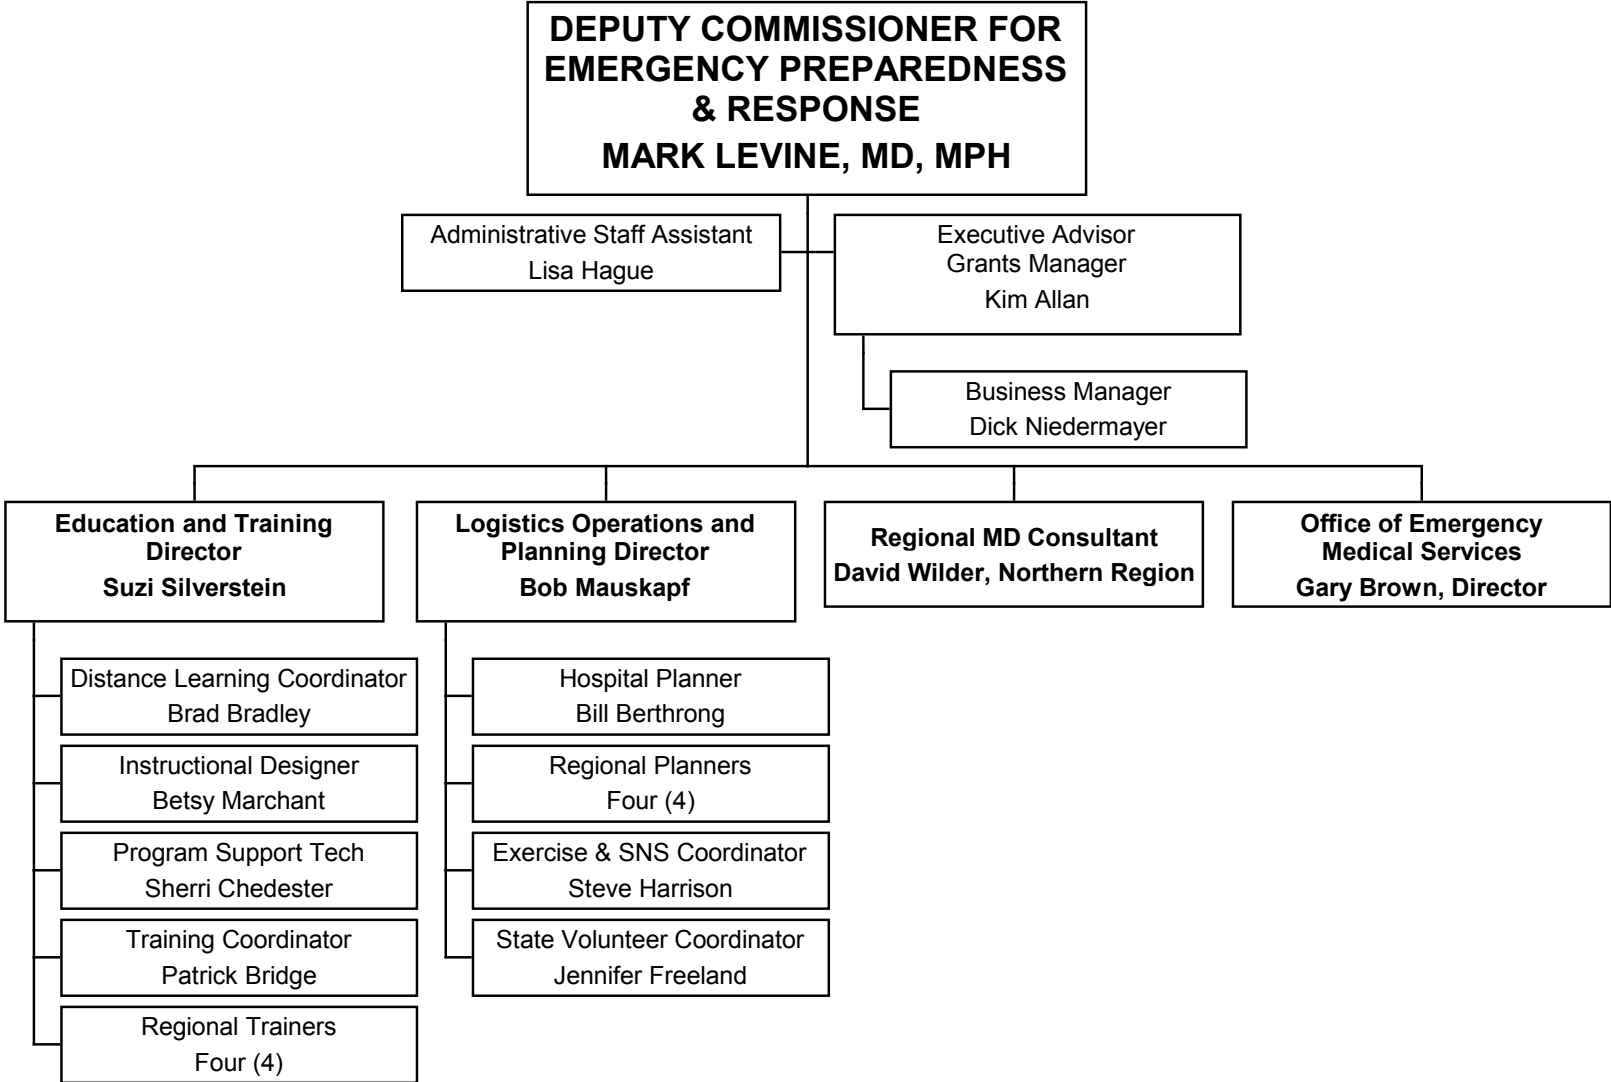 DEPUTY COMMISSIONER FOR
EMERGENCY PREPAREDNESS
& RESPONSE
MARK LEVINE, MD, MPH
Administrative Staff Assistant
Lisa Hague
Executive Advisor
Grants Manager
Kim Allan
Business Manager
Dick Niedermayer
Education and Training
Director
Suzi Silverstein
Logistics Operations and
Planning Director
Bob Mauskapf
Regional MD Consultant
David Wilder, Northern Region
Office of Emergency
Medical Services
Gary Brown, Director
Distance Learning Coordinator
Brad Bradley
Instructional Designer
Betsy Marchant
Program Support Tech
Sherri Chedester
Training Coordinator
Patrick Bridge
Regional Trainers
Four (4)
Hospital Planner
Bill Berthrong
Regional Planners
Four (4)
Exercise & SNS Coordinator
Steve Harrison
State Volunteer Coordinator
Jennifer Freeland